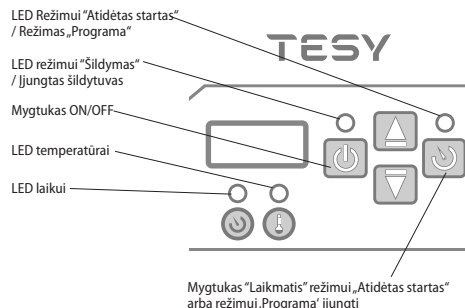 LED Režimui “Atidėtas startas“
/ Režimas „Programa“
TESY
LED režimui “Šildymas“
/ Įjungtas šildytuvas
Mygtukas ON/OFF
LED temperatūrai
LED laikui
Mygtukas “Laikmatis” režimui „Atidėtas startas“
arba režimui ‚Programa‘ įjungti